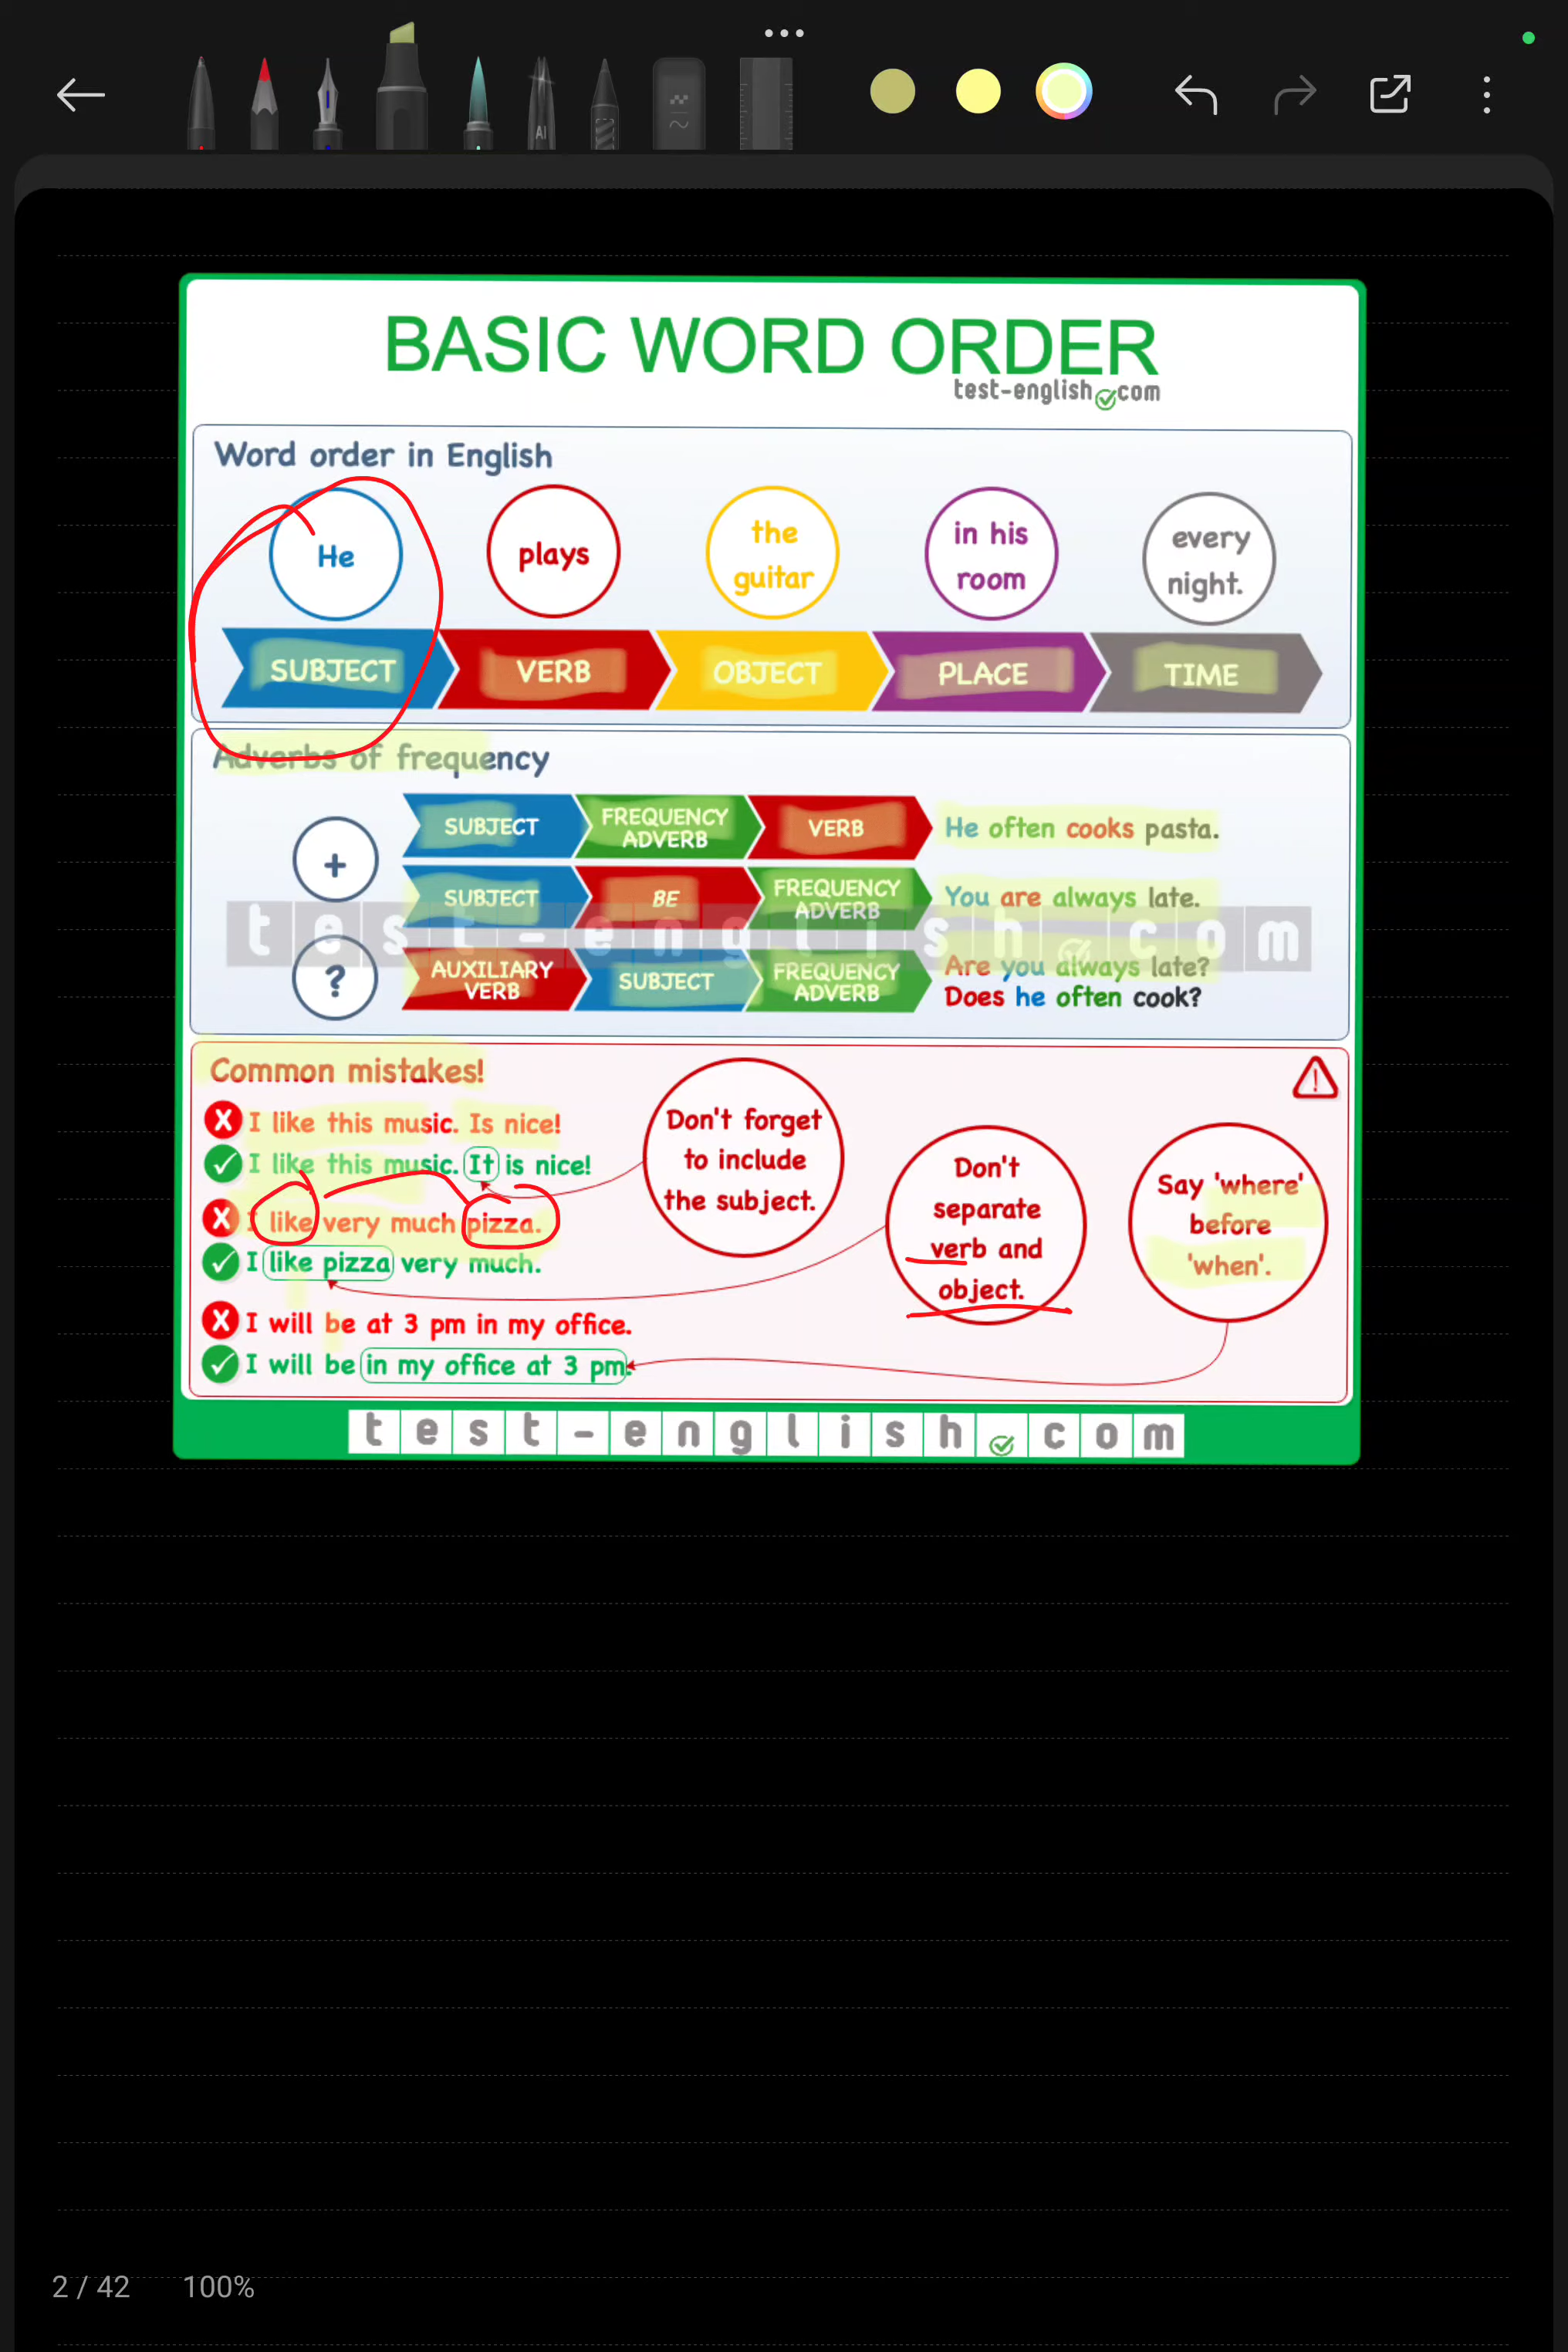 AI
BASIC WORD ORDER
test-english.com
Word order in English
He plays the guitar in his room every night.
SUBJECT VERB OBJECT PLACE TIME
Adverbs of frequency
+ SUBJECT FREQUENCY ADVERB VERB He often cooks pasta.
SUBJECT BE FREQUENCY ADVERB You are always late.
test-english.com
? AUXILIARY VERB SUBJECT FREQUENCY ADVERB Are you always late?
Does he often cook?
Common mistakes!
X I like this music. Is nice!
I like this music. It is nice!
Don't forget
to include
the subject.
X I like very much pizza.
I like pizza very much.
Don't
separate
verb and
object.
Say 'where'
before
'when'.
X I will be at 3 pm in my office.
I will be in my office at 3 pm.
test-english.com
2 / 42 100%